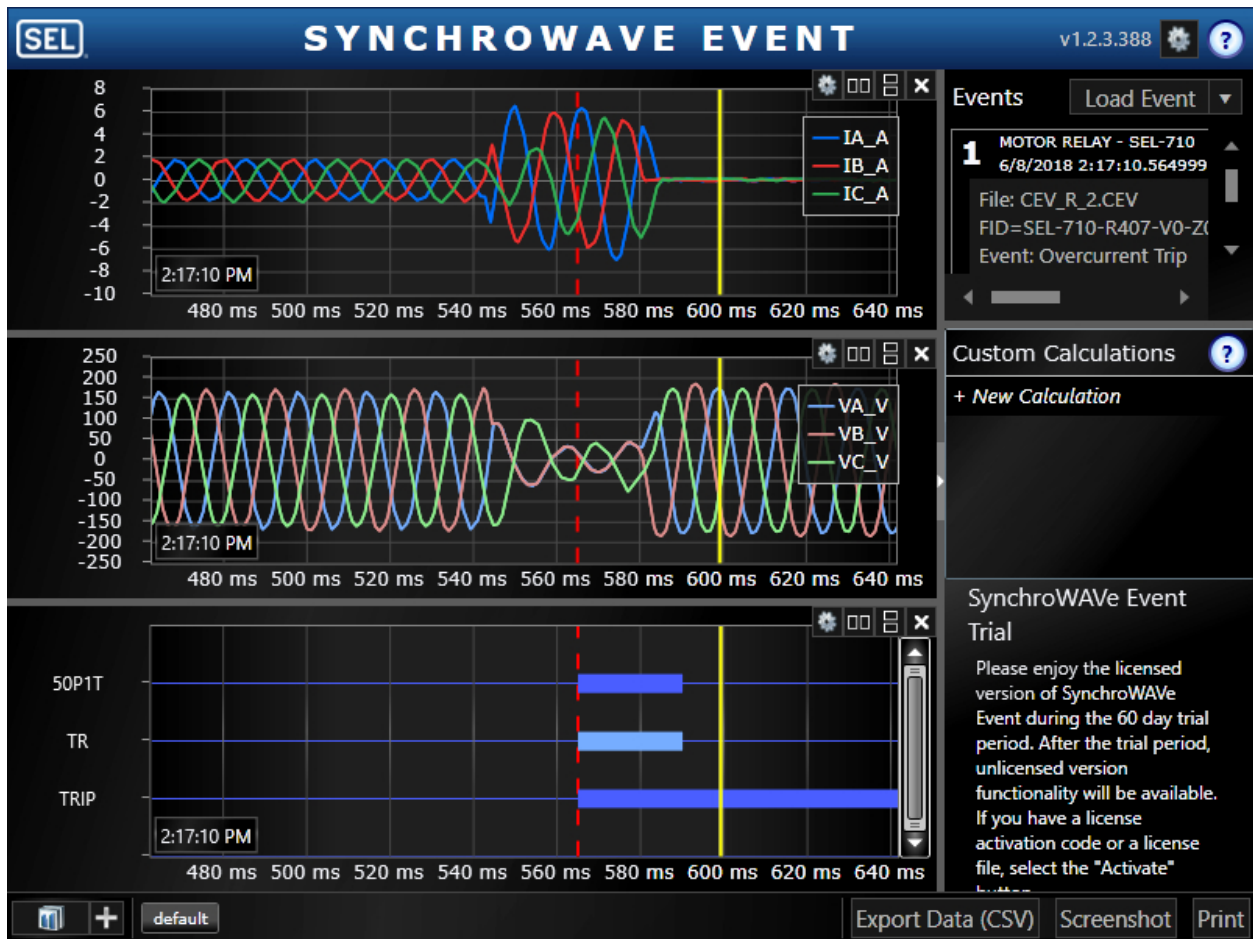 SEL
SYNCHROWAVE EVENT
v1.2.3.388
?
8
6
4
2
0
-2
-4
-6
-8
-10
IA_A
IB_A
IC_A
2:17:10 PM
480 ms 500 ms 520 ms 540 ms 560 ms 580 ms 600 ms 620 ms 640 ms
250
200
150
100
50
0
-50
-100
-150
-200
-250
VA_V
VB_V
VC_V
2:17:10 PM
480 ms 500 ms 520 ms 540 ms 560 ms 580 ms 600 ms 620 ms 640 ms
50P1T
TR
TRIP
2:17:10 PM
480 ms 500 ms 520 ms 540 ms 560 ms 580 ms 600 ms 620 ms 640 ms
Events Load Event
1 MOTOR RELAY - SEL-710
6/8/2018 2:17:10.564999
File: CEV_R_2.CEV
FID=SEL-710-R407-V0-Z
Event: Overcurrent Trip
Custom Calculations ?
+ New Calculation
SynchroWAVe Event
Trial
Please enjoy the licensed
version of SynchroWAVe
Event during the 60 day trial
period. After the trial period,
unlicensed version
functionality will be available.
If you have a license
activation code or a license
file, select the "Activate"
+ default Export Data (CSV) Screenshot Print